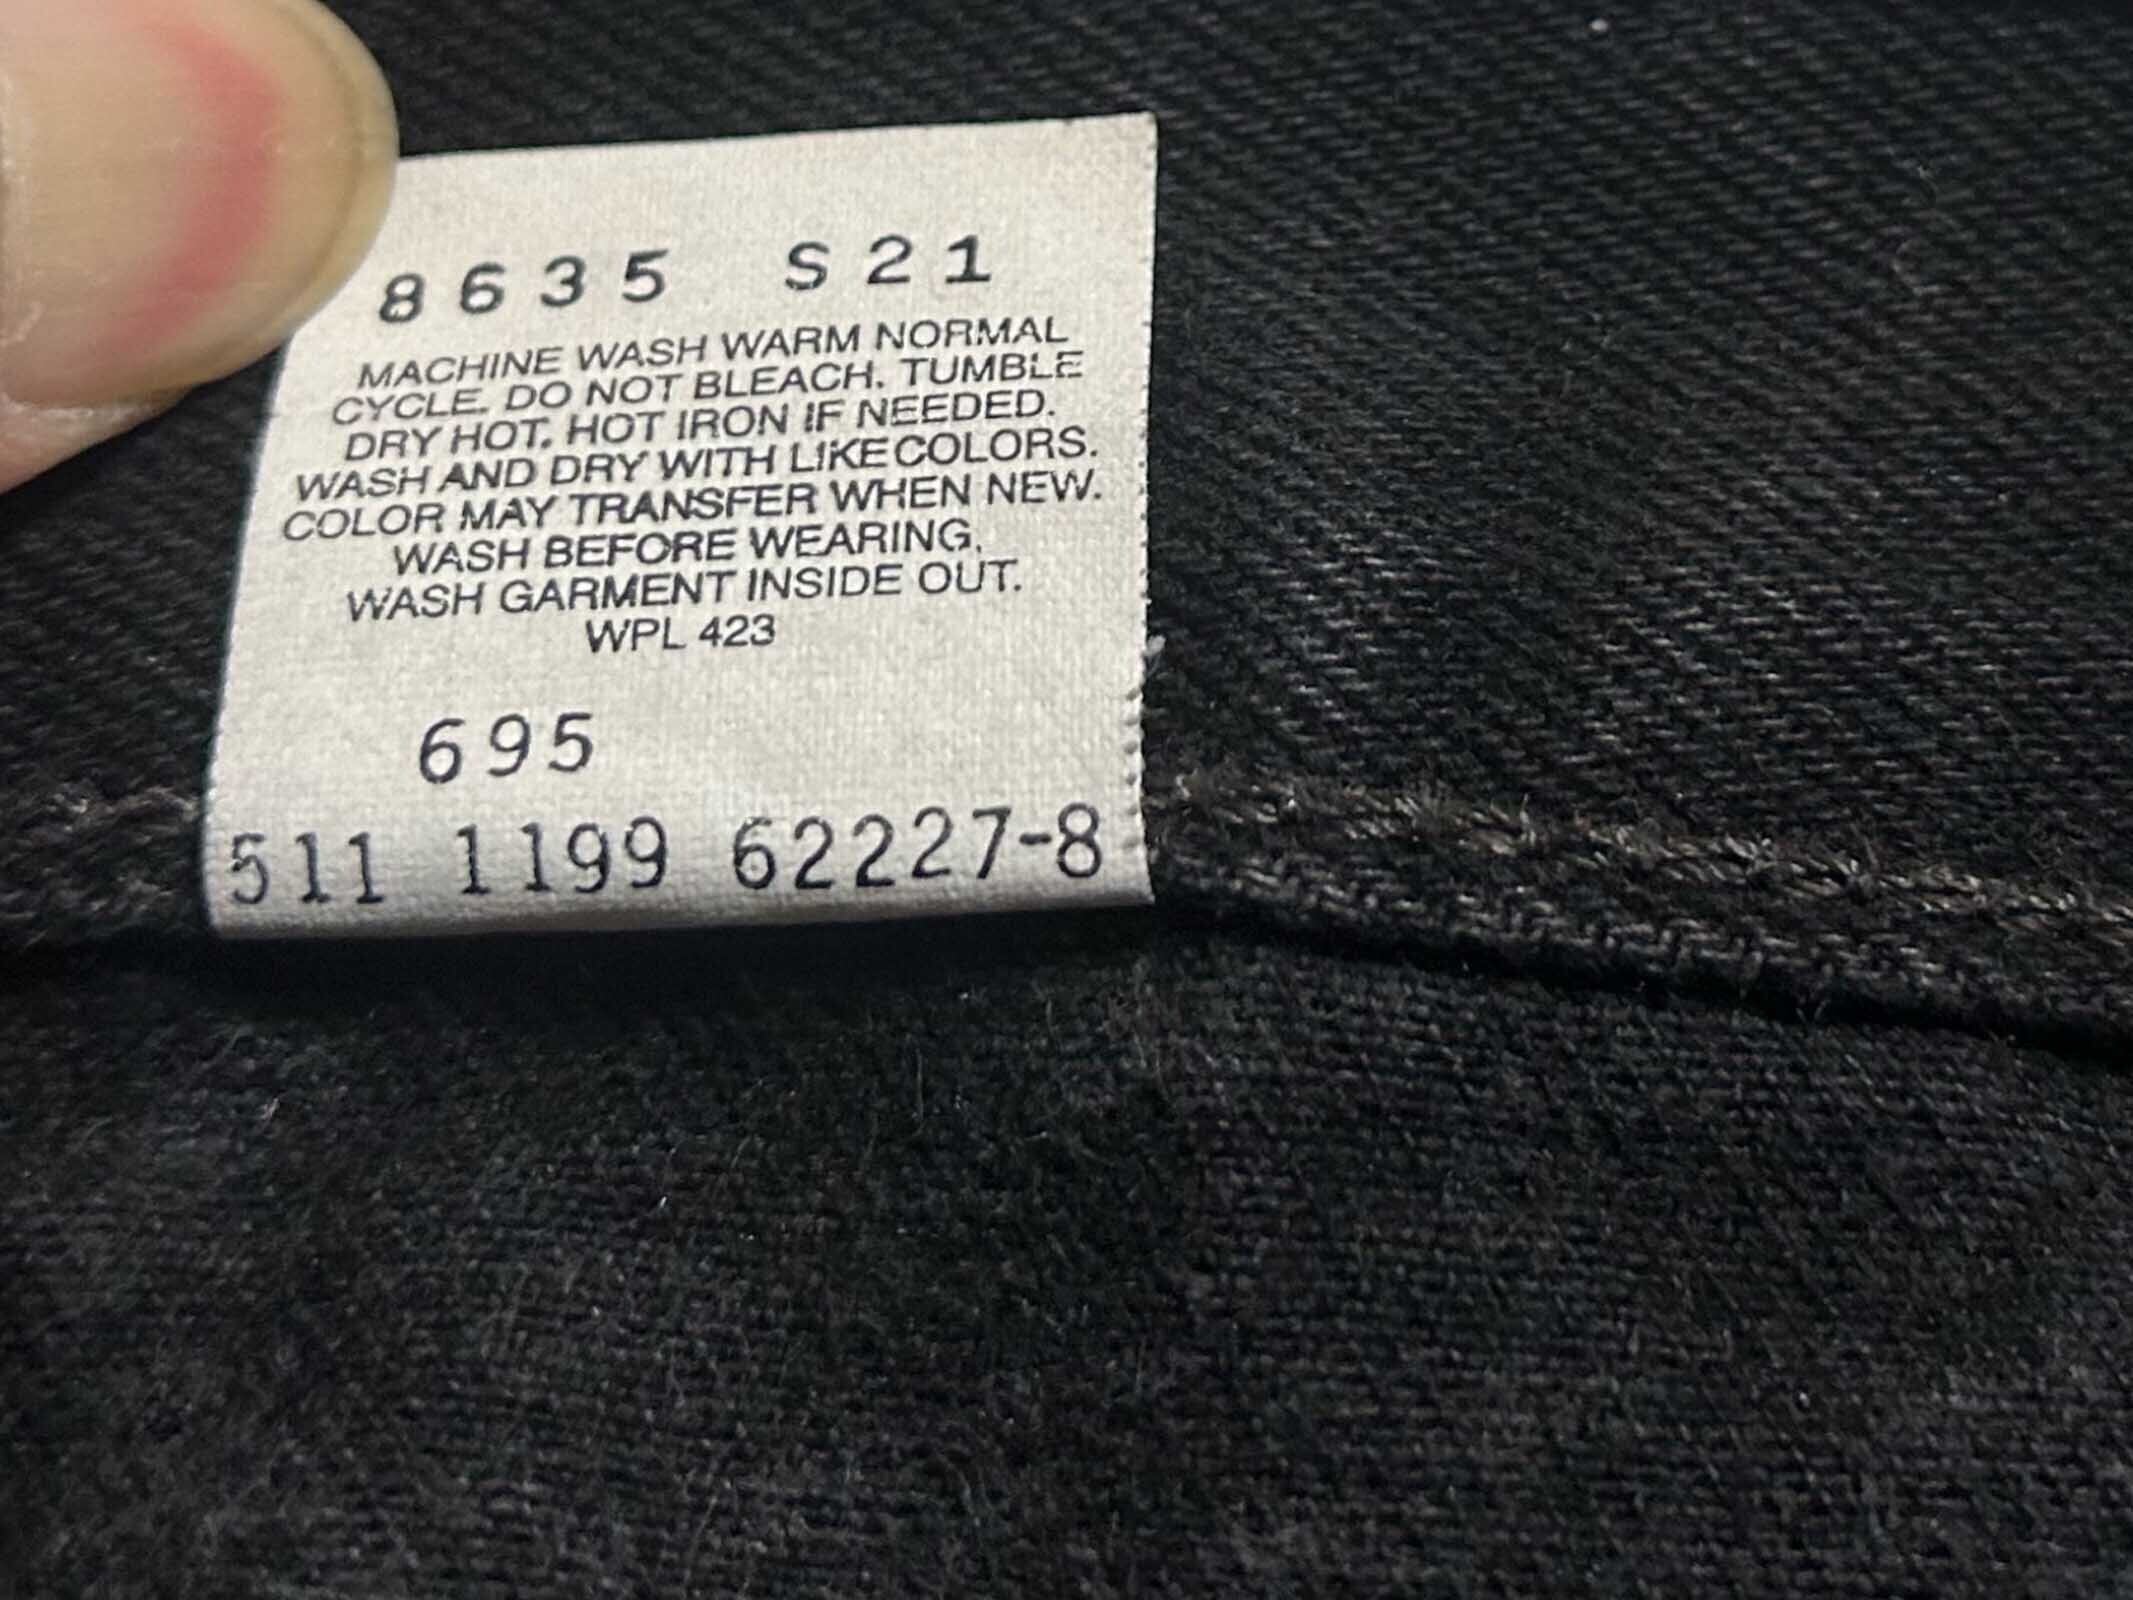 8635 S21
MACHINE WASH WARM NORMAL
CYCLE. DO NOT BLEACH. TUMBLE
DRY HOT. HOT IRON IF NEEDED.
WASH AND DRY WITH LIKE COLORS.
COLOR MAY TRANSFER WHEN NEW.
WASH BEFORE WEARING.
WASH GARMENT INSIDE OUT.
WPL 423
695
511 1199 62227-8